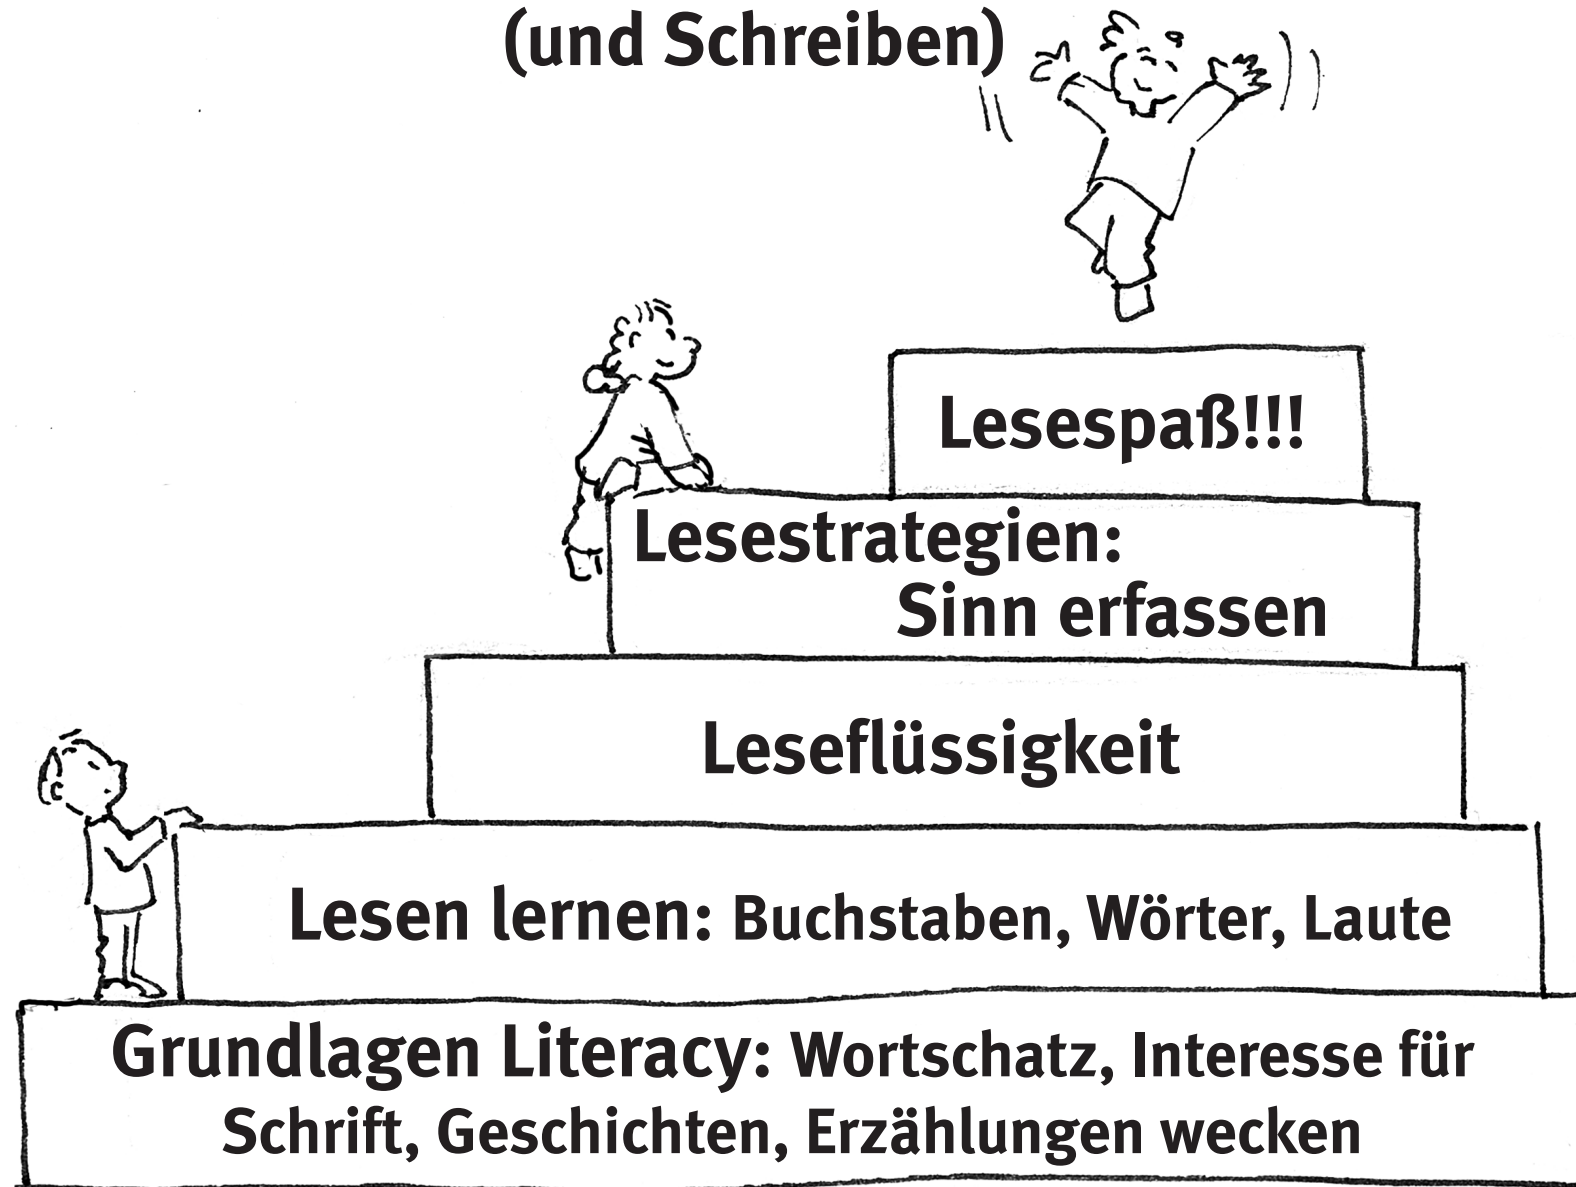 (und Schreiben)
Lesespaß!!!
Lesestrategien:
Sinn erfassen
Leseflüssigkeit
Lesen lernen: Buchstaben, Wörter, Laute
Grundlagen Literacy: Wortschatz, Interesse für
Schrift, Geschichten, Erzählungen wecken